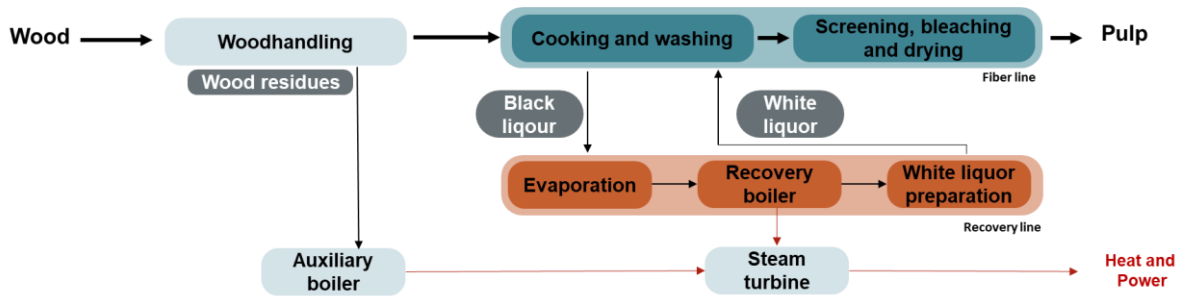 Wood
Woodhandling
Wood residues
Cooking and washing
Screening, bleaching
and drying
Pulp
Fiber line
Black
liqour
White
liquor
Evaporation
Recovery
boiler
White liquor
preparation
Recovery line
Auxiliary
boiler
Steam
turbine
Heat and
Power